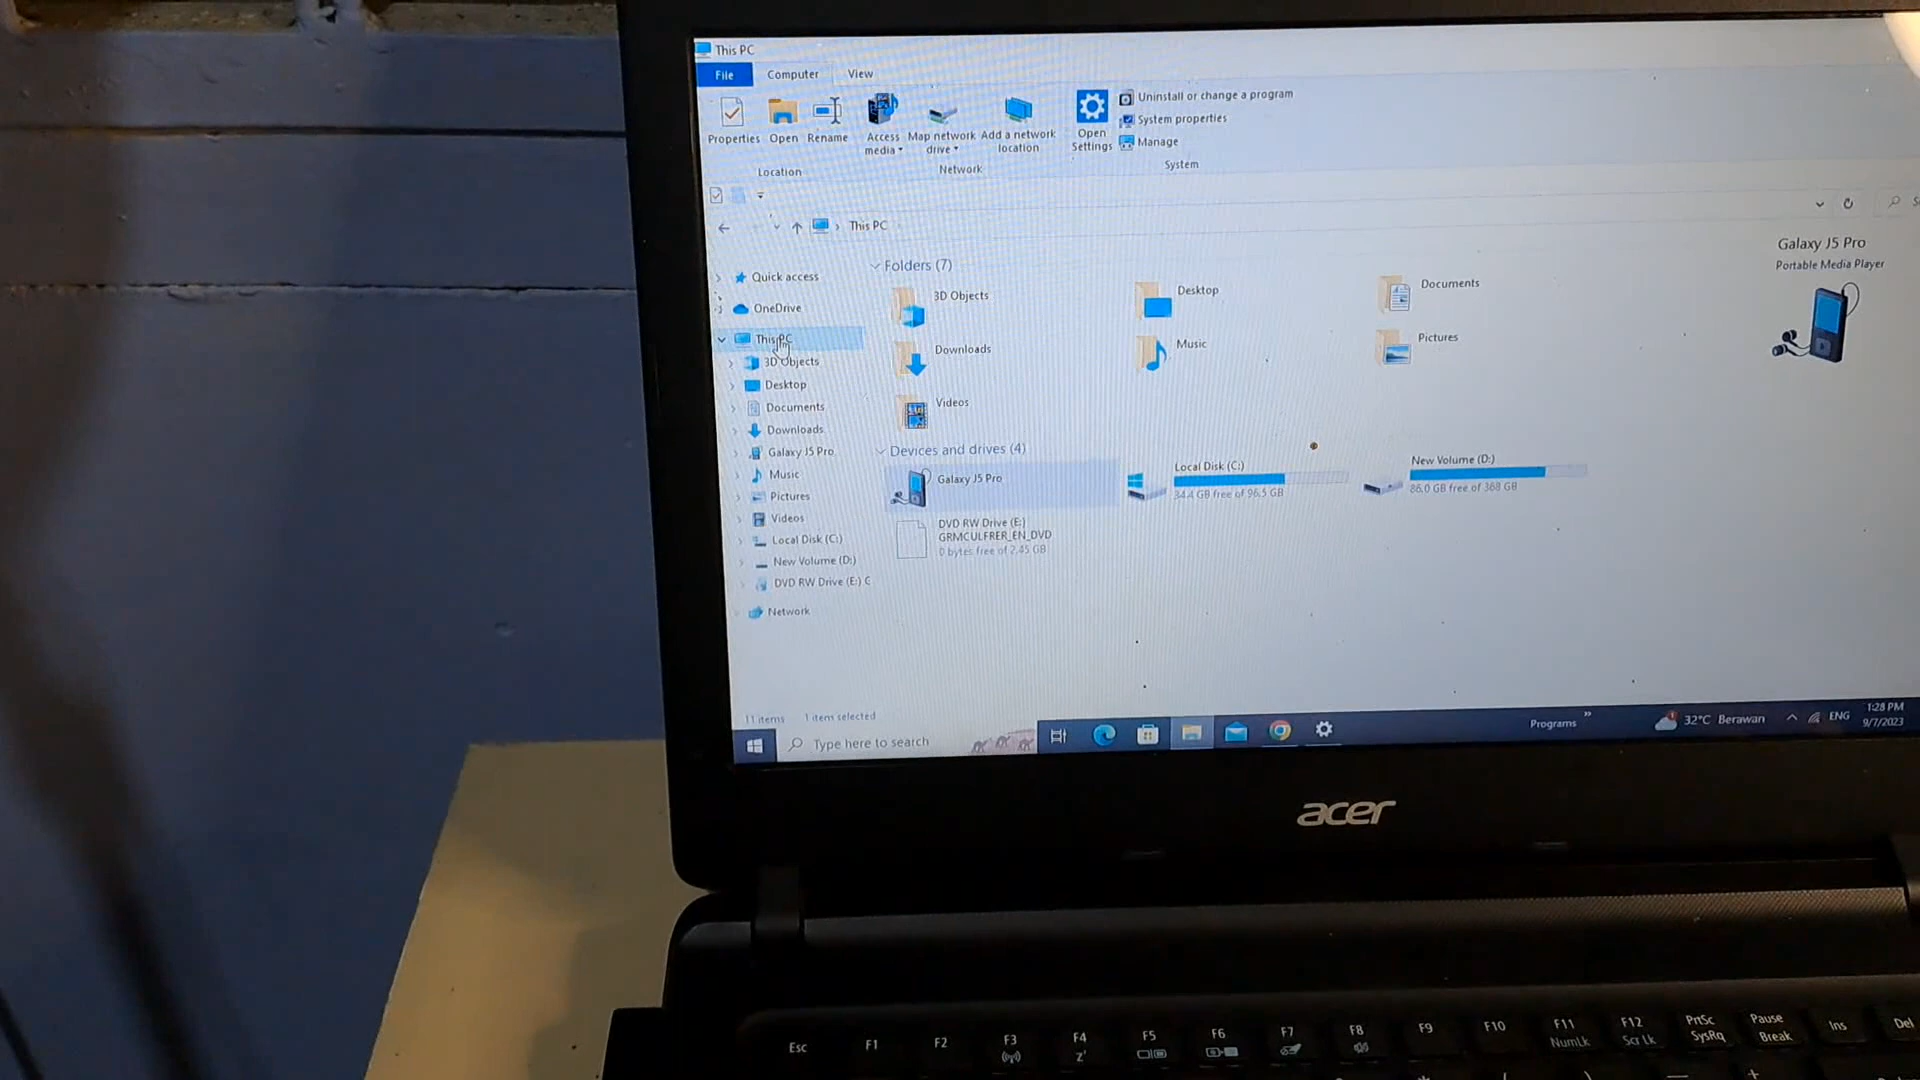 This PC
File Computer View
Properties Open Rename
Access media
Map network drive
Add a network location
Open Settings
Uninstall or change a program
System properties
Manage
Location Network System
This PC
Quick access
OneDrive
This PC
3D Objects
Desktop
Documents
Downloads
Galaxy J5 Pro
Music
Pictures
Videos
Local Disk (C:)
New Volume (D:)
DVD RW Drive (E:) G
Network
Folders (7)
3D Objects
Desktop
Documents
Downloads
Music
Pictures
Videos
Devices and drives (4)
Galaxy J5 Pro
Local Disk (C:)
34.4 GB free of 96.5 GB
New Volume (D:)
86.0 GB free of 368 GB
DVD RW Drive (E:)
GRMCULFRER_EN_DVD
0 bytes free of 2.45 GB
Galaxy J5 Pro
Portable Media Player
11 items 1 item selected
Type here to search
Programs »
32°C Berawan
ENG
1:28 PM
9/7/2023
acer
Esc F1 F2 F3 F4 F5 F6 F7 F8 F9 F10 F11 F12 PrtSc Pause Ins Del
z NumLk Scr Lk SysRq Break